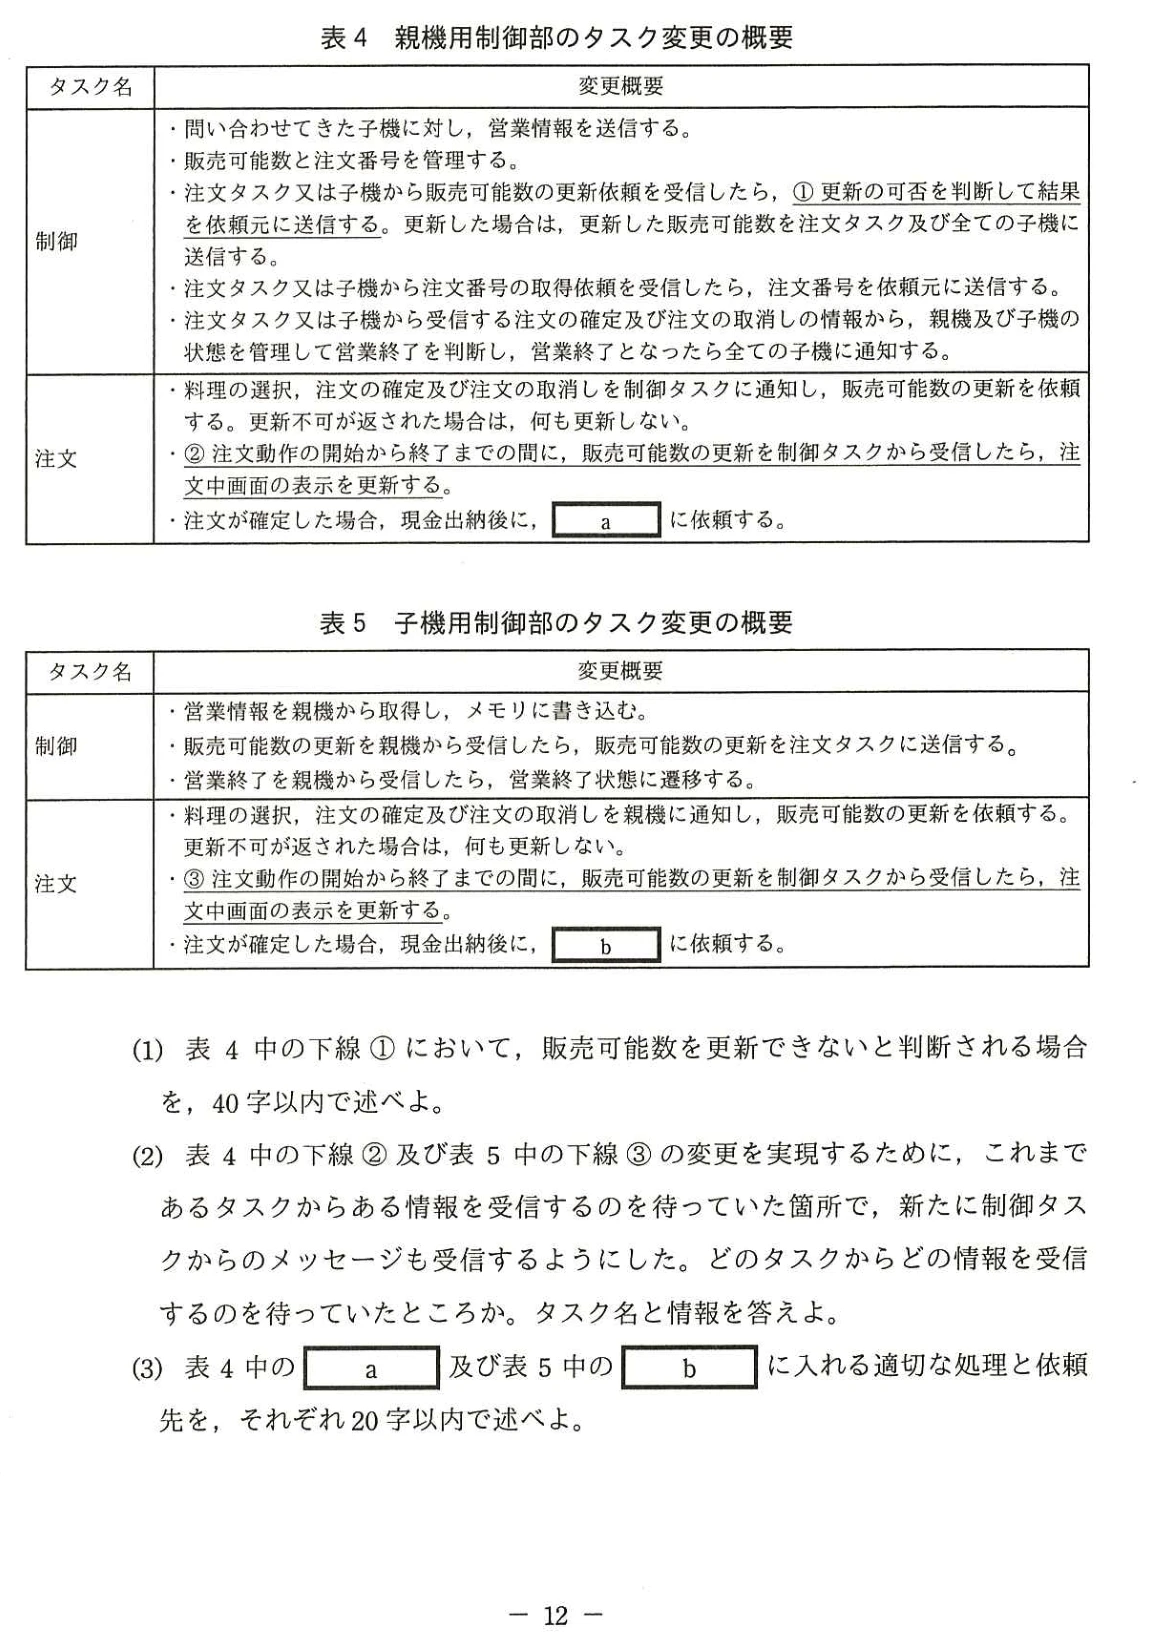 表4 親機用制御部のタスク変更の概要
タスク名 変更概要
制御
・問い合わせてきた子機に対し，営業情報を送信する。
・販売可能数と注文番号を管理する。
・注文タスク又は子機から販売可能数の更新依頼を受信したら，① 更新の可否を判断して結果
を依頼元に送信する。更新した場合は，更新した販売可能数を注文タスク及び全ての子機に
送信する。
・注文タスク又は子機から注文番号の取得依頼を受信したら，注文番号を依頼元に送信する。
・注文タスク又は子機から受信する注文の確定及び注文の取消しの情報から，親機及び子機の
状態を管理して営業終了を判断し，営業終了となったら全ての子機に通知する。
注文
・料理の選択，注文の確定及び注文の取消しを制御タスクに通知し，販売可能数の更新を依頼
する。更新不可が返された場合は，何も更新しない。
・② 注文動作の開始から終了までの間に，販売可能数の更新を制御タスクから受信したら，注
文中画面の表示を更新する。
・注文が確定した場合，現金出納後に， a に依頼する。
表5 子機用制御部のタスク変更の概要
タスク名 変更概要
制御
・営業情報を親機から取得し，メモリに書き込む。
・販売可能数の更新を親機から受信したら，販売可能数の更新を注文タスクに送信する。
・営業終了を親機から受信したら，営業終了状態に遷移する。
注文
・料理の選択，注文の確定及び注文の取消しを親機に通知し，販売可能数の更新を依頼する。
更新不可が返された場合は，何も更新しない。
・③ 注文動作の開始から終了までの間に，販売可能数の更新を制御タスクから受信したら，注
文中画面の表示を更新する。
・注文が確定した場合，現金出納後に， b に依頼する。
(1) 表 4 中の下線 ① において，販売可能数を更新できないと判断される場合
を，40 字以内で述べよ。
(2) 表 4 中の下線 ② 及び表 5 中の下線 ③ の変更を実現するために，これまで
あるタスクからある情報を受信するのを待っていた箇所で，新たに制御タス
クからのメッセージも受信するようにした。どのタスクからどの情報を受信
するのを待っていたところか。タスク名と情報を答えよ。
(3) 表 4 中の a 及び表 5 中の b に入れる適切な処理と依頼
先を，それぞれ 20 字以内で述べよ。
－ 12 －